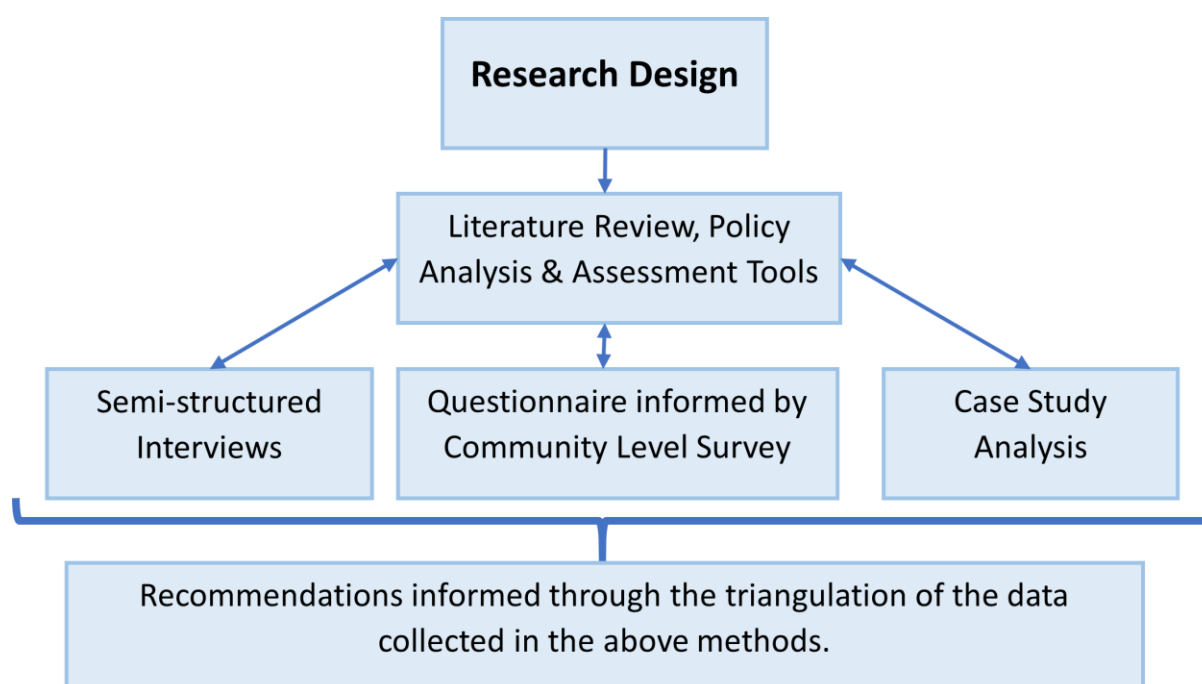 Research Design
Literature Review, Policy
Analysis & Assessment Tools
Semi-structured
Interviews
Questionnaire informed by
Community Level Survey
Case Study
Analysis
Recommendations informed through the triangulation of the data
collected in the above methods.